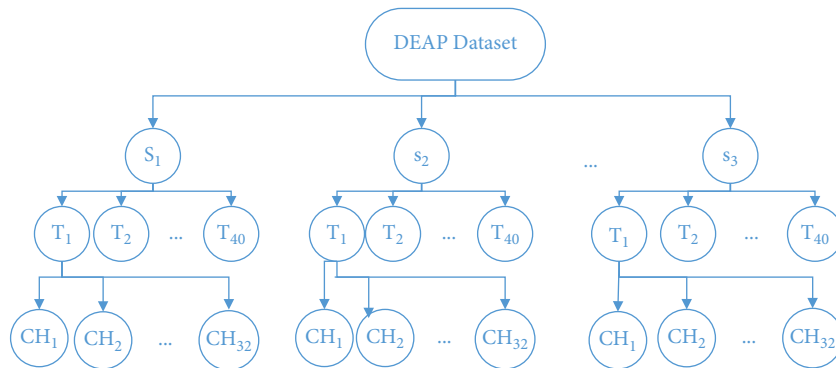 DEAP Dataset
S₁ s₂ ... s₃
T₁ T₂ ... T₄₀ T₁ T₂ ... T₄₀ T₁ T₂ ... T₄₀
CH₁ CH₂ ... CH₃₂ CH₁ CH₂ ... CH₃₂ CH₁ CH₂ ... CH₃₂